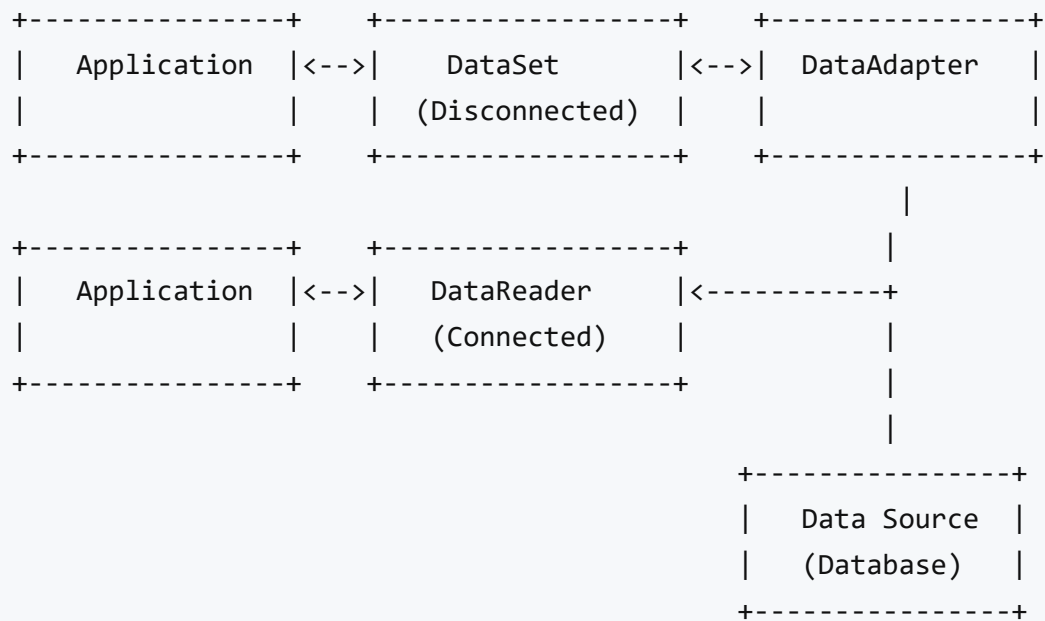 Application <--> DataSet <--> DataAdapter
(Disconnected)
Application <--> DataReader <-----------+
(Connected)
Data Source
(Database)